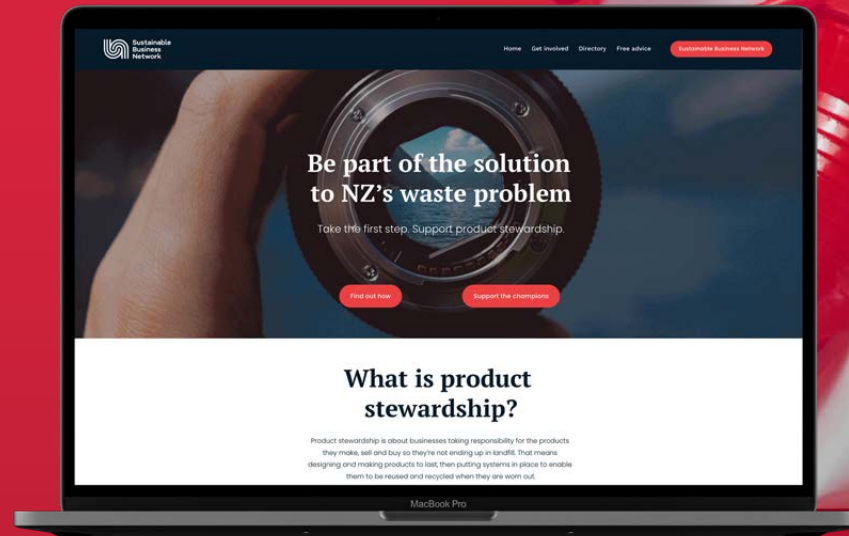 Sustainable
Business
Network
Home Get involved Directory Free advice Sustainable Business Network
Be part of the solution
to NZ's waste problem
Take the first step. Support product stewardship.
Find out how Support the champions
What is product
stewardship?
Product stewardship is about businesses taking responsibility for the products
they make, sell and buy so they're not ending up in landfill. That means
designing and making products to last, then putting systems in place to enable
them to be reused and recycled when they are worn out.
MacBook Pro